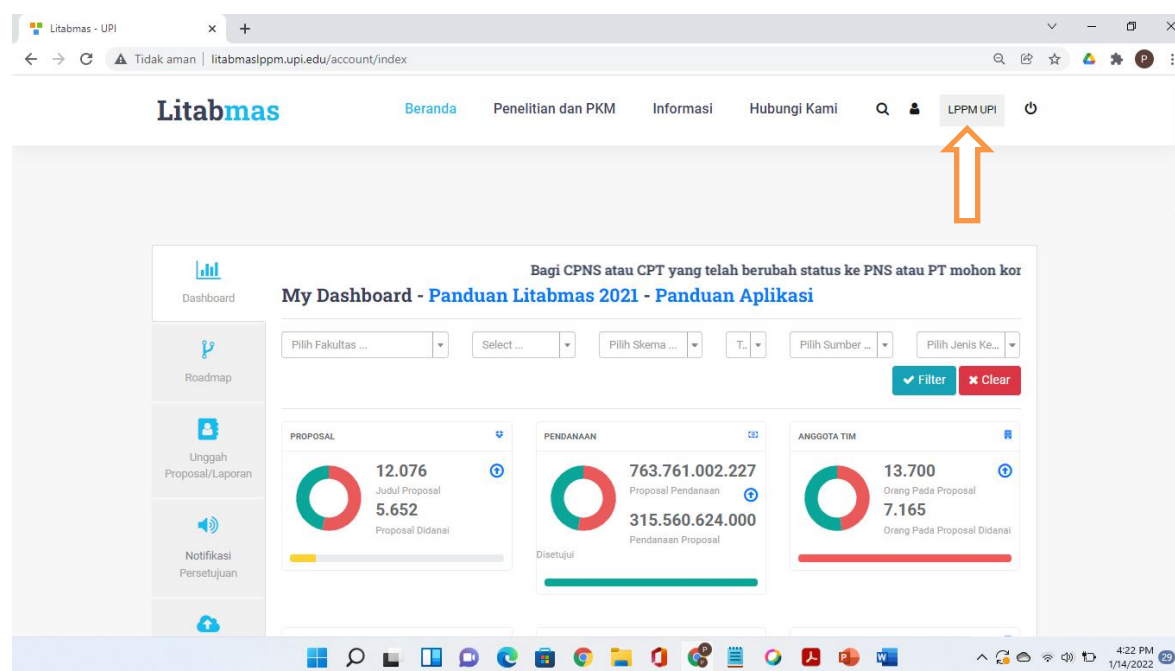 Litabmas - UPI
Tidak aman | litabmaslppm.upi.edu/account/index
P
Litabmas
Beranda Penelitian dan PKM Informasi Hubungi Kami LPPM UPI
Bagi CPNS atau CPT yang telah berubah status ke PNS atau PT mohon kor
My Dashboard - Panduan Litabmas 2021 - Panduan Aplikasi
Dashboard
Roadmap
Unggah
Proposal/Laporan
Notifikasi
Persetujuan
Pilih Fakultas ... Select ... Pilih Skema ... T... Pilih Sumber ... Pilih Jenis Ke...
Filter Clear
PROPOSAL
12.076
Judul Proposal
5.652
Proposal Didanai
PENDANAAN
763.761.002.227
Proposal Pendanaan
315.560.624.000
Pendanaan Proposal
Disetujui
ANGGOTA TIM
13.700
Orang Pada Proposal
7.165
Orang Pada Proposal Didanai
4:22 PM
1/14/2022
29